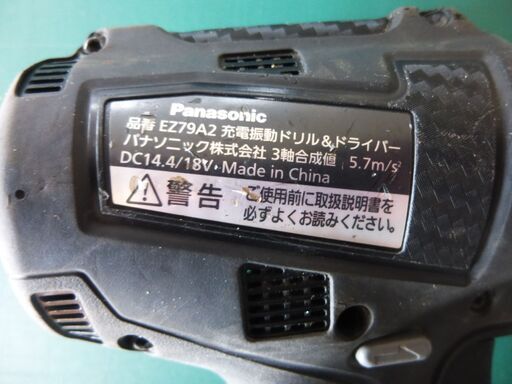 Panasonic
品番 EZ79A2 充電振動ドリル&ドライバー
パナソニック株式会社 3軸合成値 5.7m/s²
DC14.4/18V Made in China
警告 ご使用前に取扱説明書を
必ずよくお読みください。